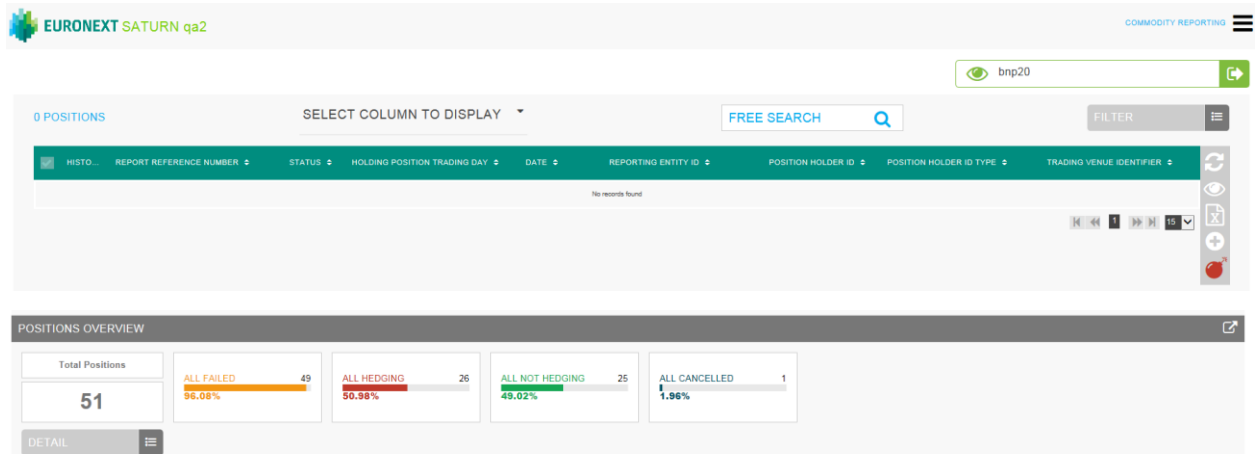 EURONEXT SATURN qa2
COMMODITY REPORTING
bnp20
0 POSITIONS
SELECT COLUMN TO DISPLAY
FREE SEARCH
FILTER
HISTO... REPORT REFERENCE NUMBER STATUS HOLDING POSITION TRADING DAY DATE REPORTING ENTITY ID POSITION HOLDER ID POSITION HOLDER ID TYPE TRADING VENUE IDENTIFIER
No records found
1 15
POSITIONS OVERVIEW
Total Positions
51
ALL FAILED 49
96.08%
ALL HEDGING 26
50.98%
ALL NOT HEDGING 25
49.02%
ALL CANCELLED 1
1.96%
DETAIL